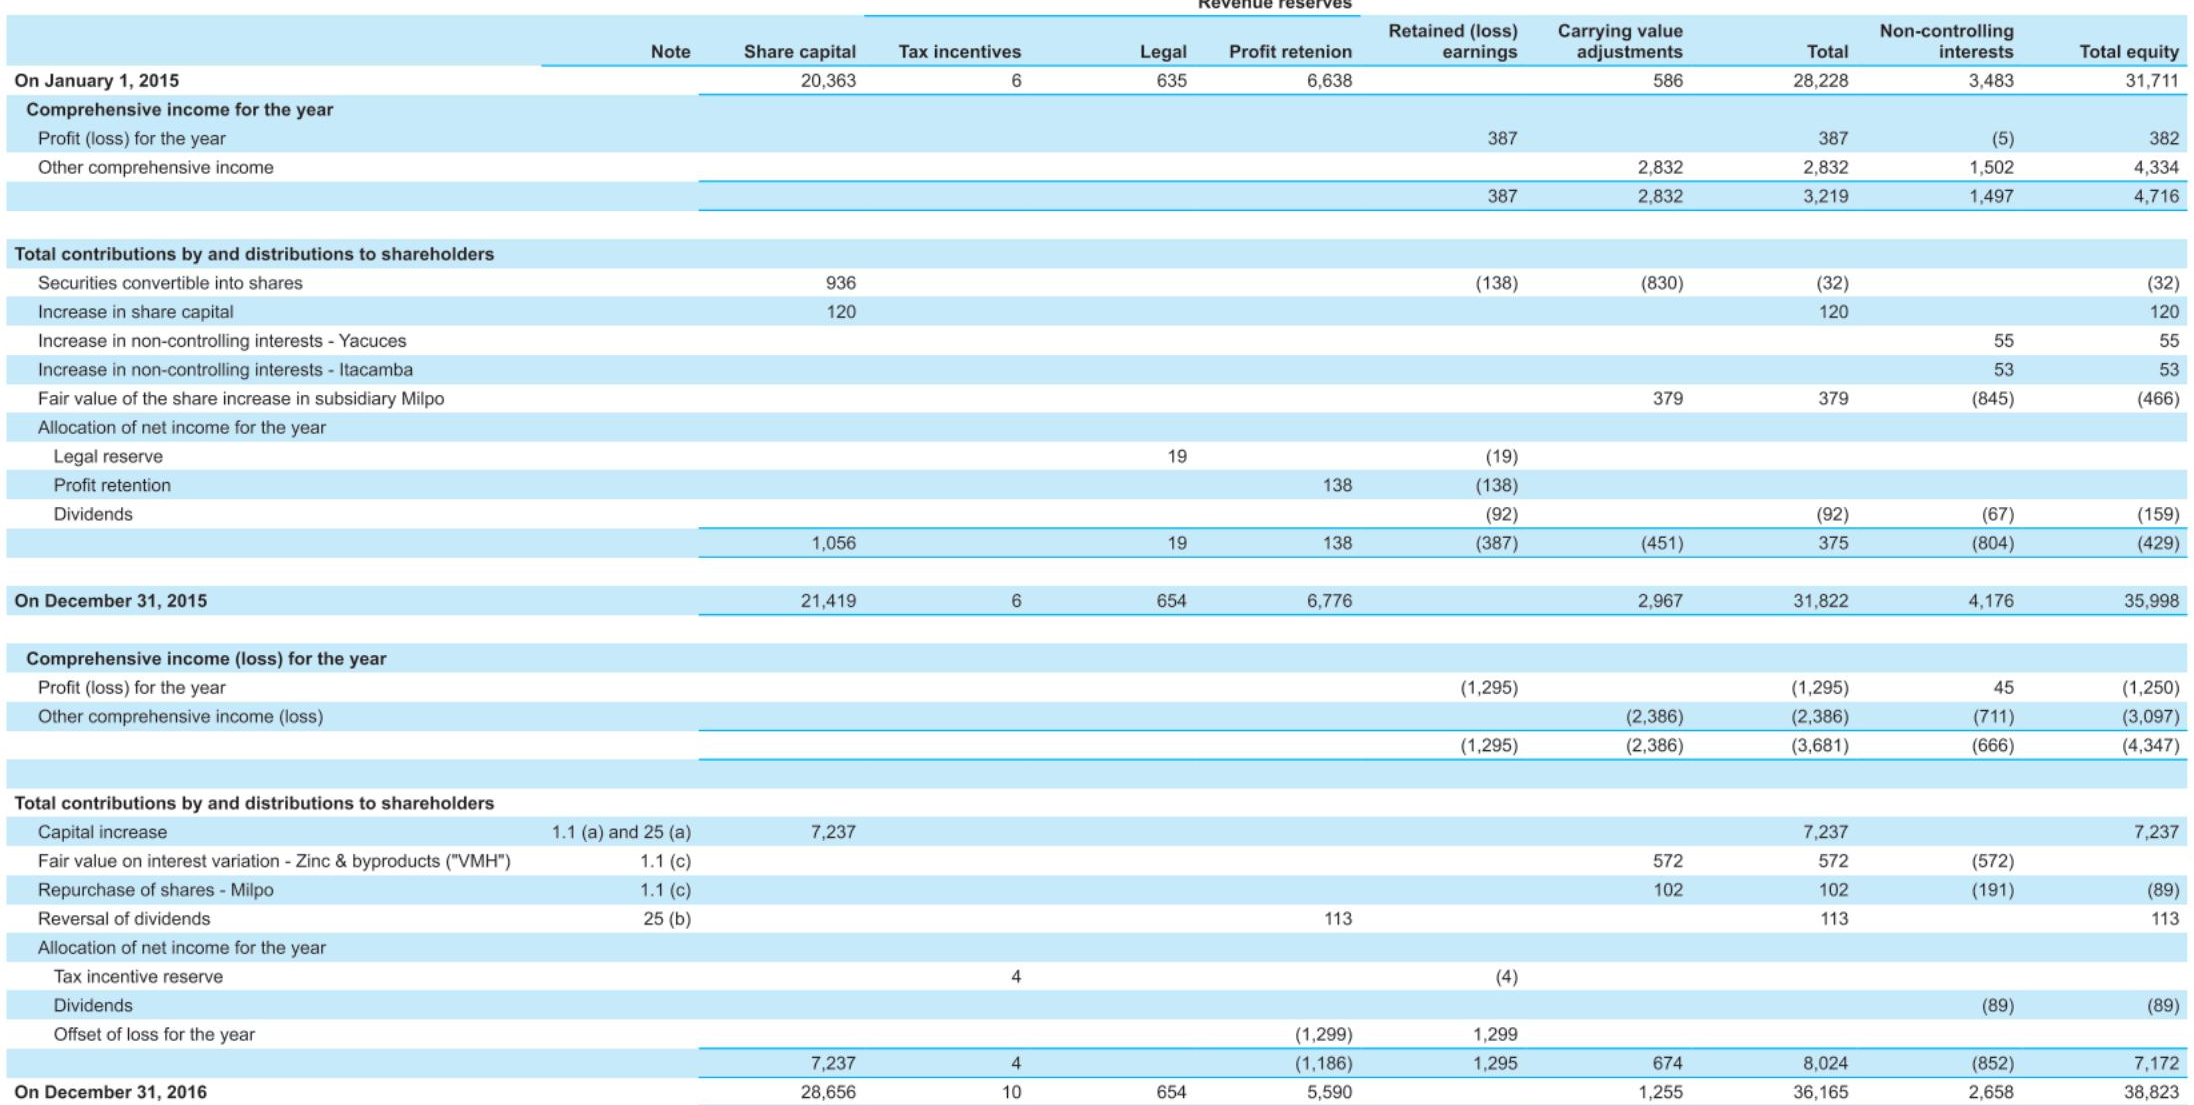 Revenue reserves
Retained (loss) Carrying value Non-controlling
Note Share capital Tax incentives Legal Profit retenion earnings adjustments Total interests Total equity
On January 1, 2015 20,363 6 635 6,638 586 28,228 3,483 31,711
Comprehensive income for the year
Profit (loss) for the year 387 387 (5) 382
Other comprehensive income 2,832 2,832 1,502 4,334
387 2,832 3,219 1,497 4,716
Total contributions by and distributions to shareholders
Securities convertible into shares 936 (138) (830) (32) (32)
Increase in share capital 120 120 120
Increase in non-controlling interests - Yacuces 55 55
Increase in non-controlling interests - Itacamba 53 53
Fair value of the share increase in subsidiary Milpo 379 379 (845) (466)
Allocation of net income for the year
Legal reserve 19 (19)
Profit retention 138 (138)
Dividends (92) (92) (67) (159)
1,056 19 138 (387) (451) 375 (804) (429)
On December 31, 2015 21,419 6 654 6,776 2,967 31,822 4,176 35,998
Comprehensive income (loss) for the year
Profit (loss) for the year (1,295) (1,295) 45 (1,250)
Other comprehensive income (loss) (2,386) (2,386) (711) (3,097)
(1,295) (2,386) (3,681) (666) (4,347)
Total contributions by and distributions to shareholders
Capital increase 1.1 (a) and 25 (a) 7,237 7,237 7,237
Fair value on interest variation - Zinc & byproducts ("VMH") 1.1 (c) 572 572 (572)
Repurchase of shares - Milpo 1.1 (c) 102 102 (191) (89)
Reversal of dividends 25 (b) 113 113 113
Allocation of net income for the year
Tax incentive reserve 4 (4)
Dividends (89) (89)
Offset of loss for the year (1,299) 1,299
7,237 4 (1,186) 1,295 674 8,024 (852) 7,172
On December 31, 2016 28,656 10 654 5,590 1,255 36,165 2,658 38,823